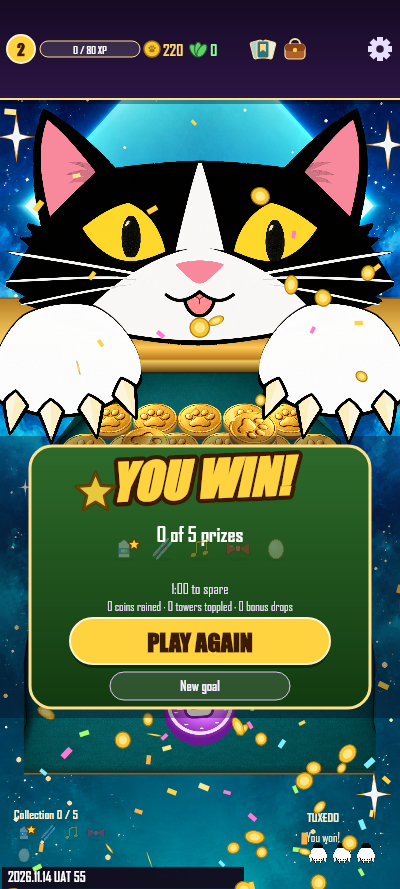 2
0 / 80 XP
220
0
YOU WIN!
0 of 5 prizes
1:00 to spare
0 coins rained · 0 towers toppled · 0 bonus drops
PLAY AGAIN
New goal
Collection 0 / 5
TUXEDO
You won!
2026.11.14 UAT 55